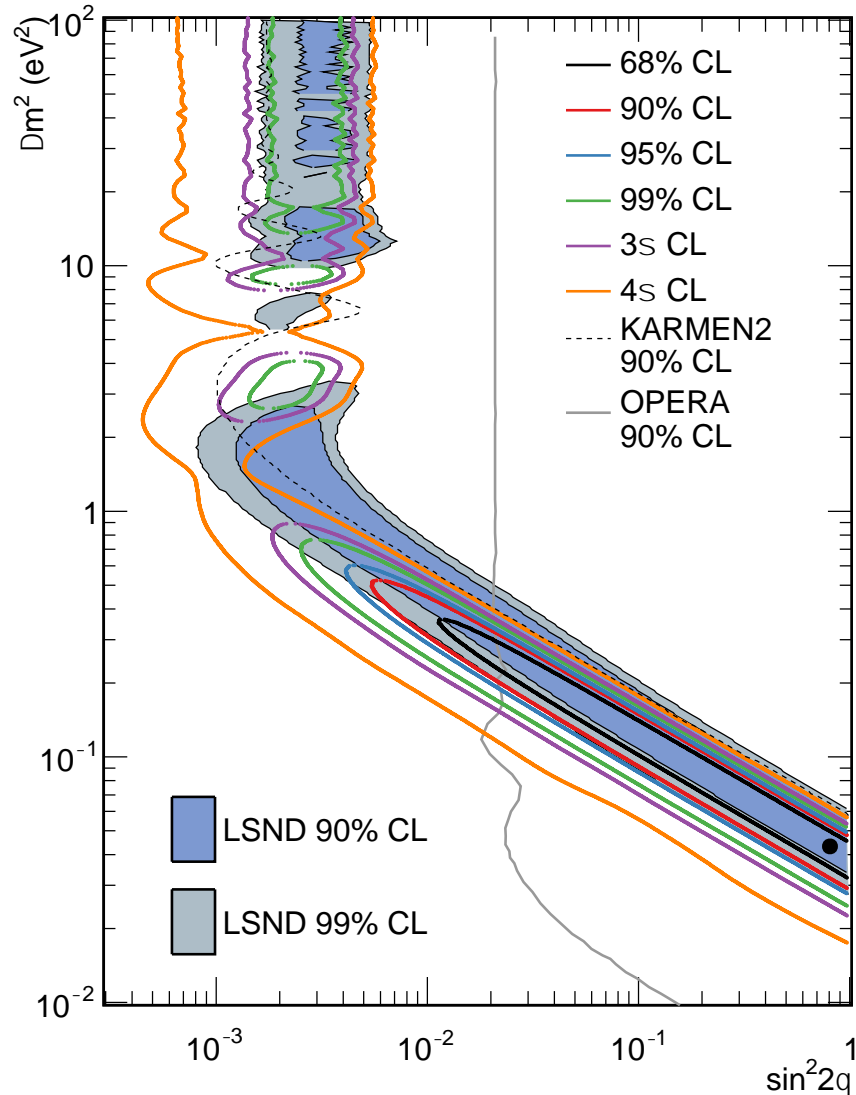 Dm² (eV²)
10²
10
1
10⁻¹
10⁻²
68% CL
90% CL
95% CL
99% CL
3s CL
4s CL
KARMEN2
90% CL
OPERA
90% CL
LSND 90% CL
LSND 99% CL
10⁻³
10⁻²
10⁻¹
1
sin²2q